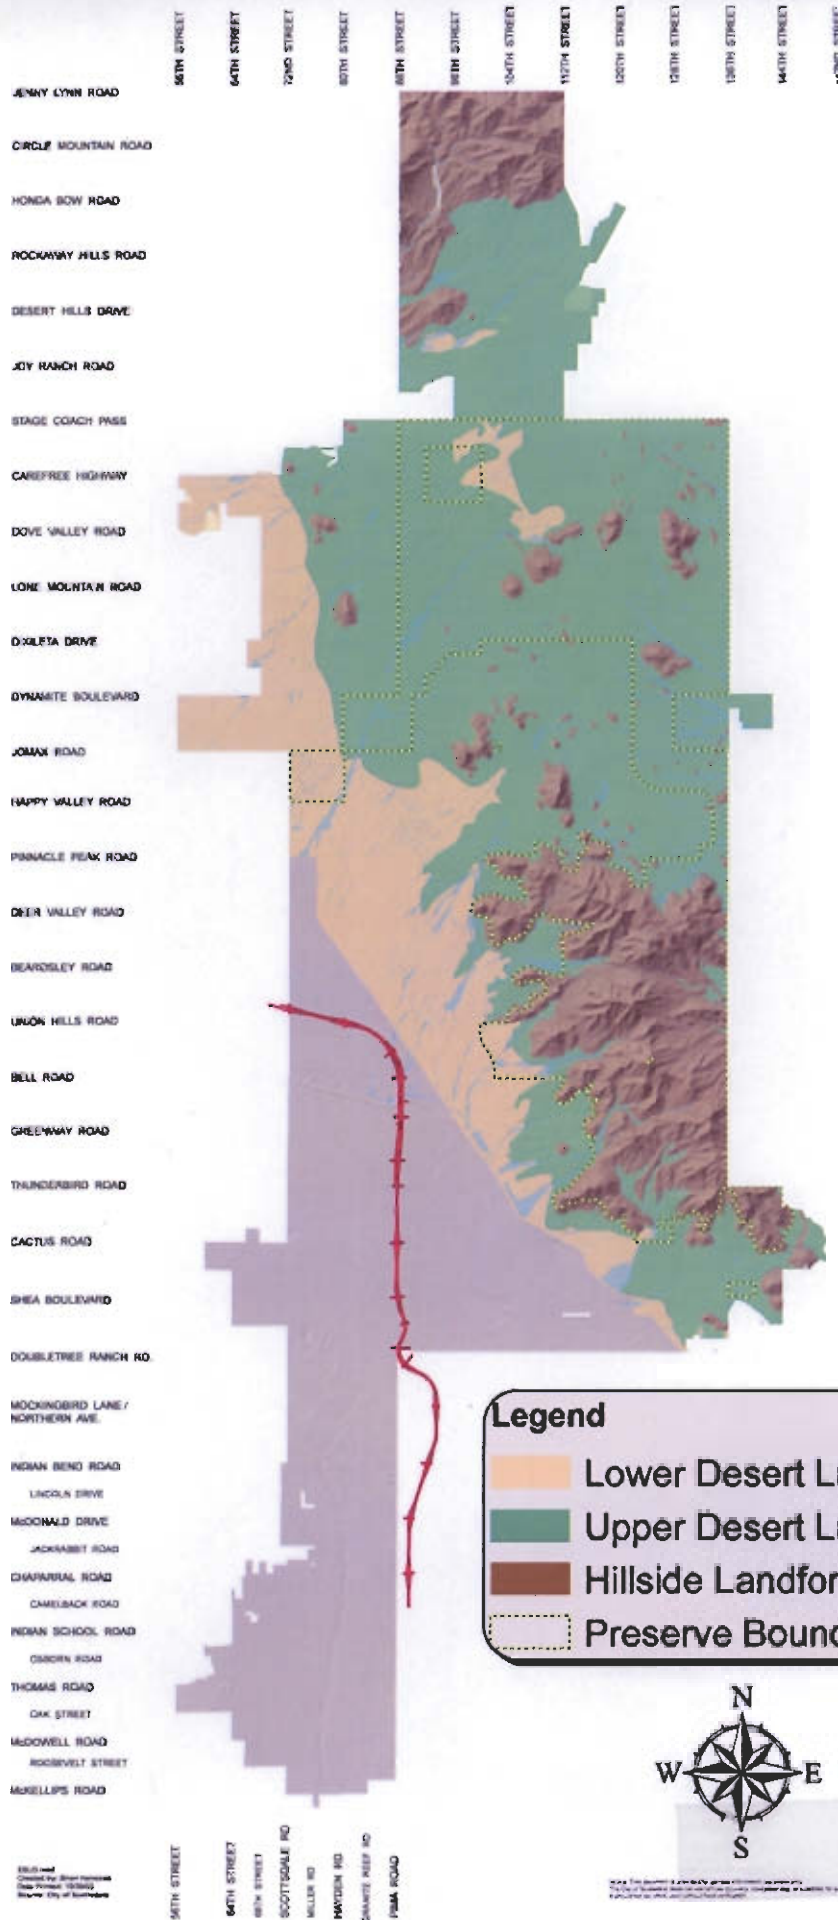 56TH STREET
64TH STREET
72ND STREET
80TH STREET
88TH STREET
96TH STREET
104TH STREET
112TH STREET
120TH STREET
128TH STREET
136TH STREET
144TH STREET
JENNY LYNN ROAD
CIRCLE MOUNTAIN ROAD
HONDA BOW ROAD
ROCKAWAY HILLS ROAD
DESERT HILLS DRIVE
JOY RANCH ROAD
STAGE COACH PASS
CAREFREE HIGHWAY
DOVE VALLEY ROAD
LONE MOUNTAIN ROAD
DIXILETA DRIVE
DYNAMITE BOULEVARD
JOMAX ROAD
HAPPY VALLEY ROAD
PINNACLE PEAK ROAD
DEER VALLEY ROAD
BEARDSLEY ROAD
UNION HILLS ROAD
BELL ROAD
GREENWAY ROAD
THUNDERBIRD ROAD
CACTUS ROAD
SHEA BOULEVARD
DOUBLETREE RANCH RD
MOCKINGBIRD LANE/
NORTHERN AVE.
INDIAN BEND ROAD
LINCOLN DRIVE
McDONALD DRIVE
JACKRABBIT ROAD
CHAPARRAL ROAD
CAMELBACK ROAD
INDIAN SCHOOL ROAD
OSBORN ROAD
THOMAS ROAD
OAK STREET
McDOWELL ROAD
ROOSEVELT STREET
McKELLIPS ROAD
Legend
Lower Desert L
Upper Desert L
Hillside Landfor
Preserve Bound
N
W
E
S
56TH STREET
64TH STREET
68TH STREET
SCOTTSDALE RD
MILLER RD
HAYDEN RD
GRANITE REEF RD
PIMA ROAD